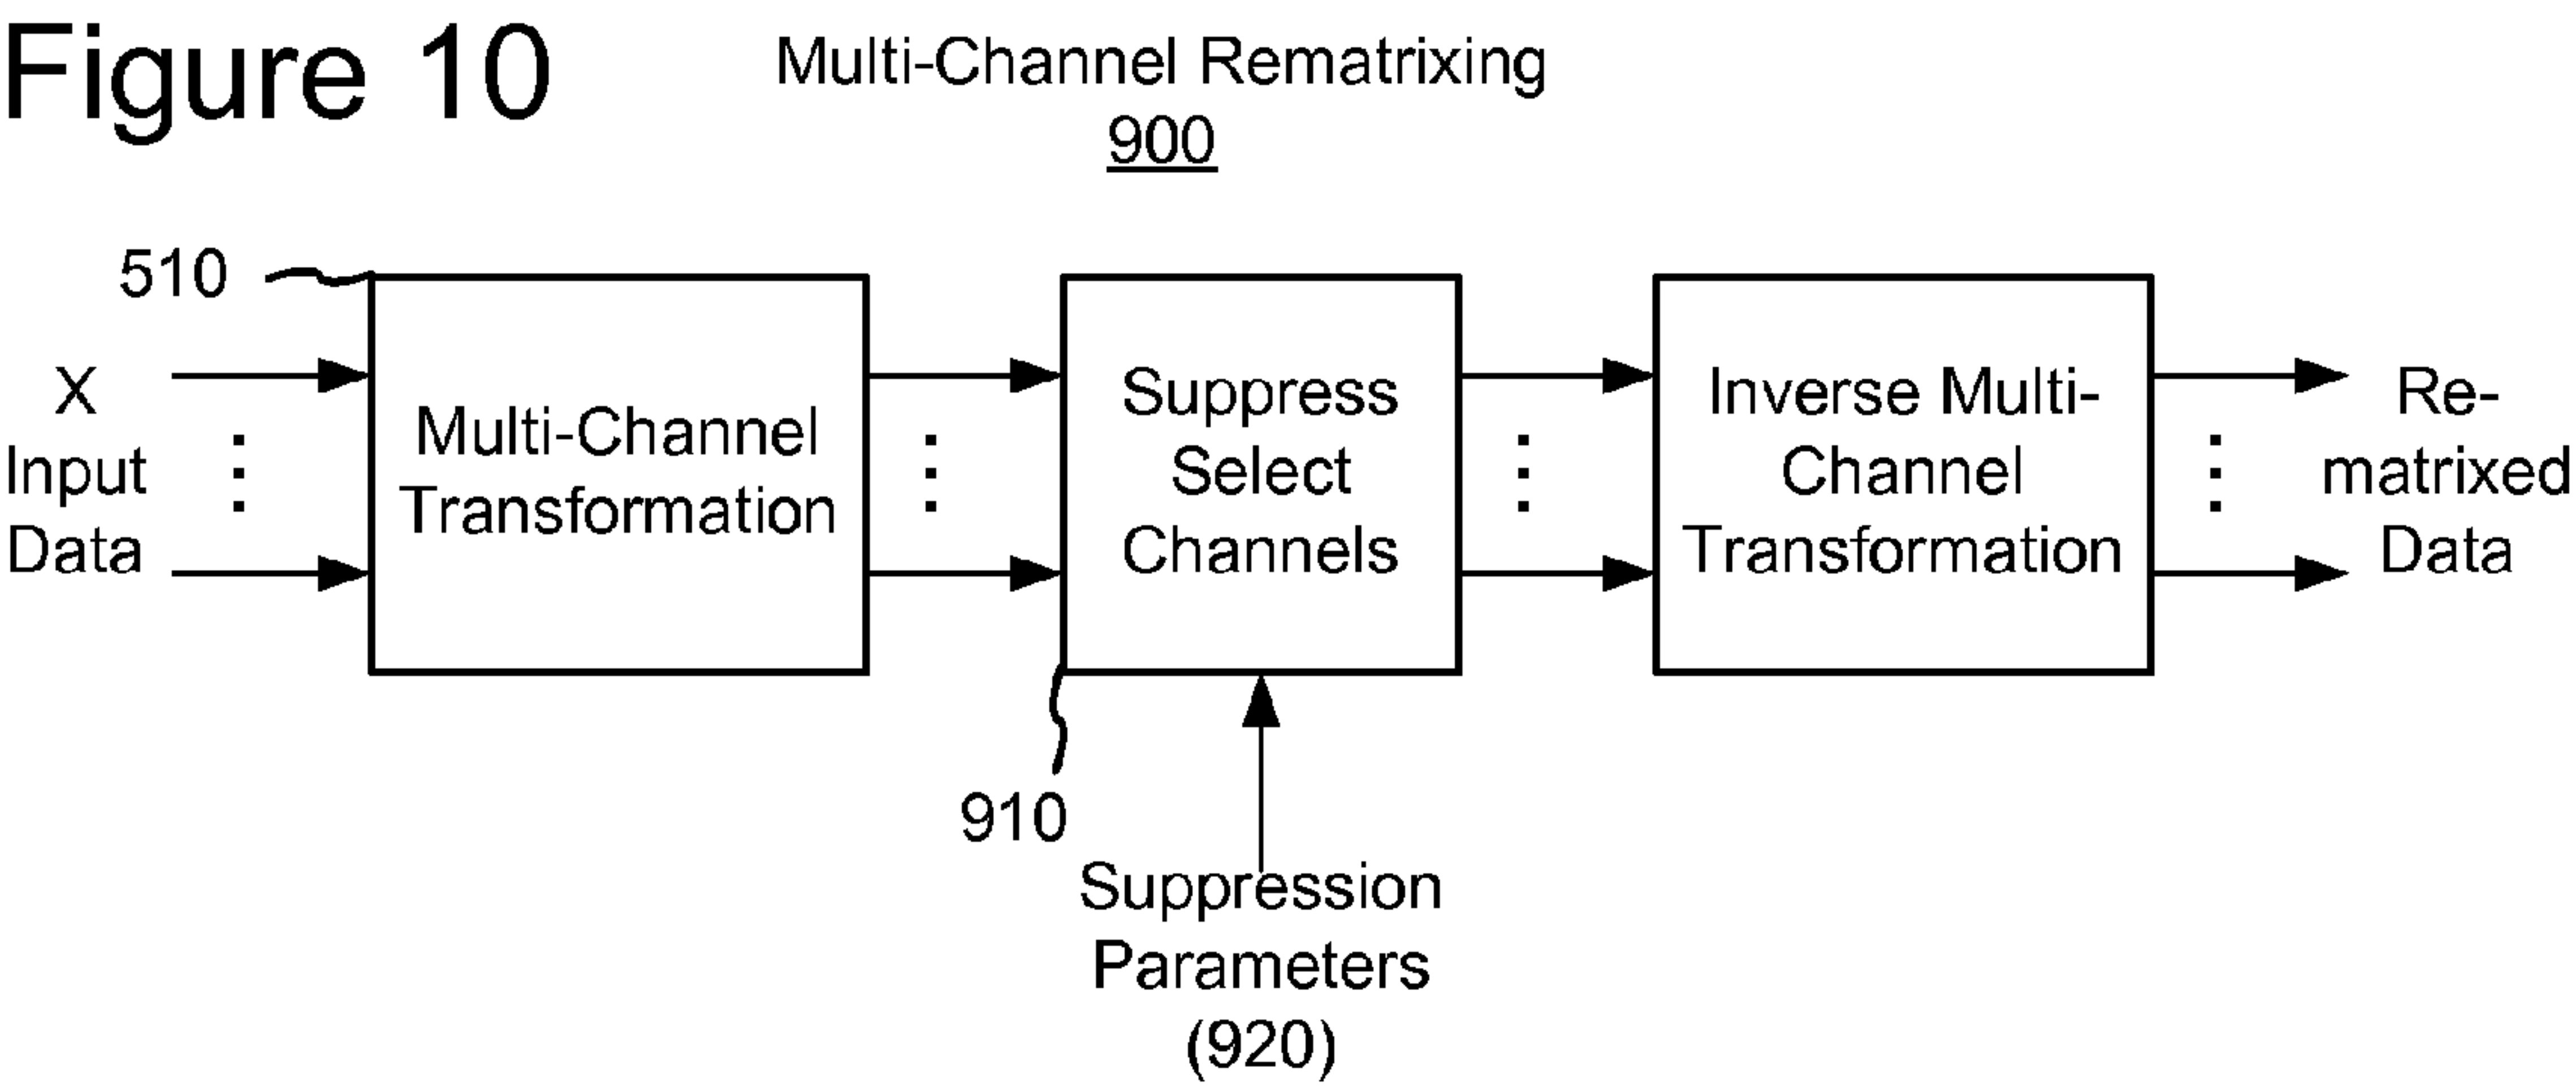 Figure 10
Multi-Channel Rematrixing
900
510
X
Input
Data
Multi-Channel
Transformation
Suppress
Select
Channels
Inverse Multi-
Channel
Transformation
Re-
matrixed
Data
910
Suppression
Parameters
(920)